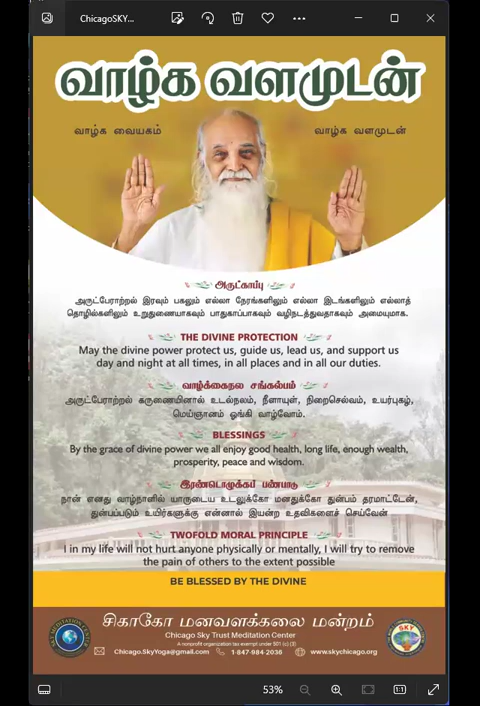 ChicagoSKY...
வாழ்க வளமுடன்
வாழ்க வையகம்
வாழ்க வளமுடன்
அருட்காப்பு
அருட்பேராற்றல் இரவும் பகலும் எல்லா நேரங்களிலும் எல்லா இடங்களிலும் எல்லாத்
தொழில்களிலும் உறுதுணையாகவும் பாதுகாப்பாகவும் வழிநடத்துவதாகவும் அமையுமாக.
THE DIVINE PROTECTION
May the divine power protect us, guide us, lead us, and support us
day and night at all times, in all places and in all our duties.
வாழ்க்கைநல சங்கல்பம்
அருட்பேராற்றல் கருணையினால் உடல்நலம், நீளாயுள், நிறைசெல்வம், உயர்புகழ்,
மெய்ஞானம் ஓங்கி வாழ்வோம்.
BLESSINGS
By the grace of divine power we all enjoy good health, long life, enough wealth,
prosperity, peace and wisdom.
இரண்டொழுக்கப் பண்பாடு
நான் எனது வாழ்நாளில் யாருடைய உடலுக்கோ மனதுக்கோ துன்பம் தரமாட்டேன்,
துன்பப்படும் உயிர்களுக்கு என்னால் இயன்ற உதவிகளைச் செய்வேன்
TWOFOLD MORAL PRINCIPLE
I in my life will not hurt anyone physically or mentally, I will try to remove
the pain of others to the extent possible
BE BLESSED BY THE DIVINE
சிகாகோ மனவளக்கலை மன்றம்
Chicago Sky Trust Meditation Center
A nonprofit organization tax exempt under 501 (c) (3)
Chicago.SkyYoga@gmail.com 1-847-984-2036 www.skychicago.org
SKY
53%